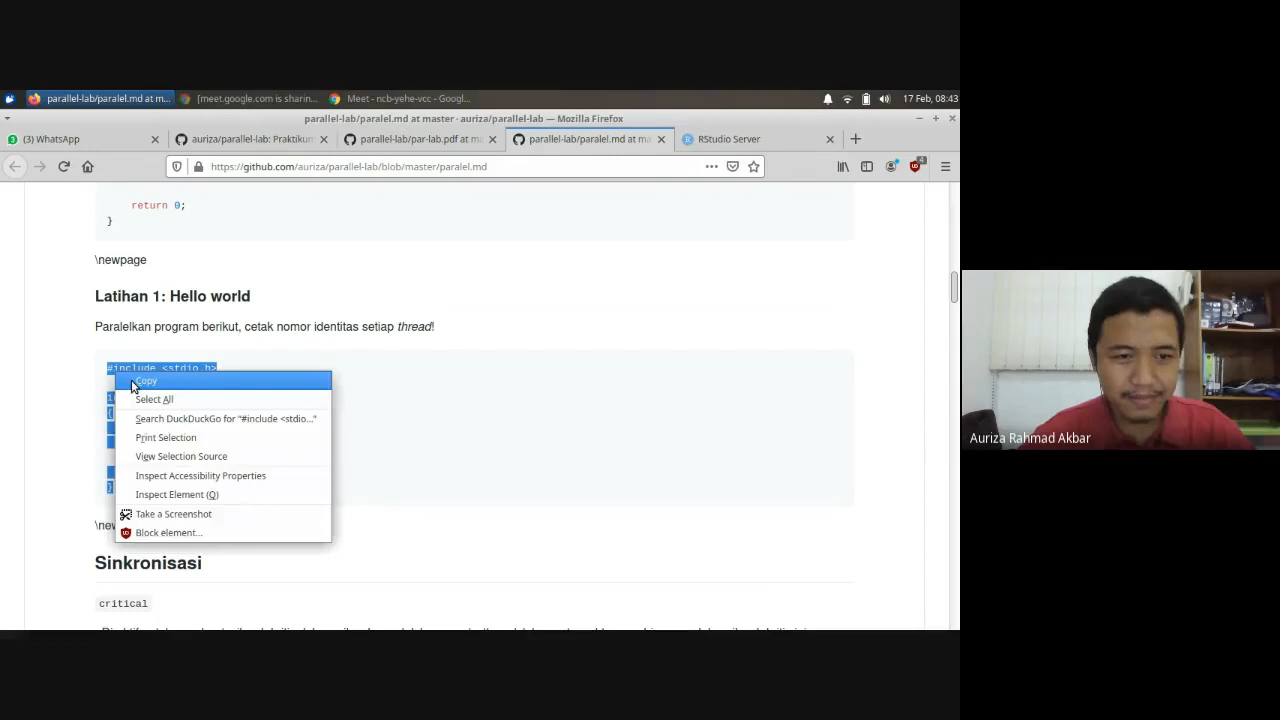 parallel-lab/paralel.md at m...
[meet.google.com is sharin...
Meet - ncb-yehe-vcc - Googl...
17 Feb, 08:43
parallel-lab/paralel.md at master · auriza/parallel-lab — Mozilla Firefox
(3) WhatsApp
auriza/parallel-lab: Praktikum
parallel-lab/par-lab.pdf at ma
parallel-lab/paralel.md at ma
RStudio Server
https://github.com/auriza/parallel-lab/blob/master/paralel.md
4
return 0;
}
\newpage
Latihan 1: Hello world
Paralelkan program berikut, cetak nomor identitas setiap thread!
#include <stdio.h>
Copy
Select All
{
Search DuckDuckGo for "#include <stdio..."
Print Selection
View Selection Source
Inspect Accessibility Properties
}
Inspect Element (Q)
Take a Screenshot
\new
Block element...
Sinkronisasi
critical
Auriza Rahmad Akbar